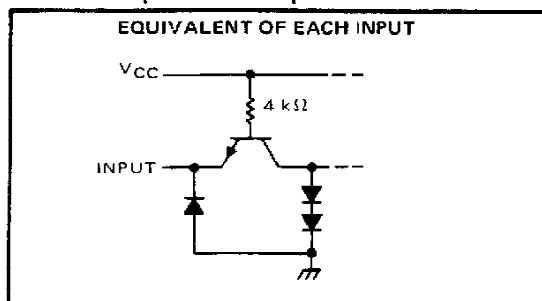 EQUIVALENT OF EACH INPUT
VCC
4 kΩ
INPUT